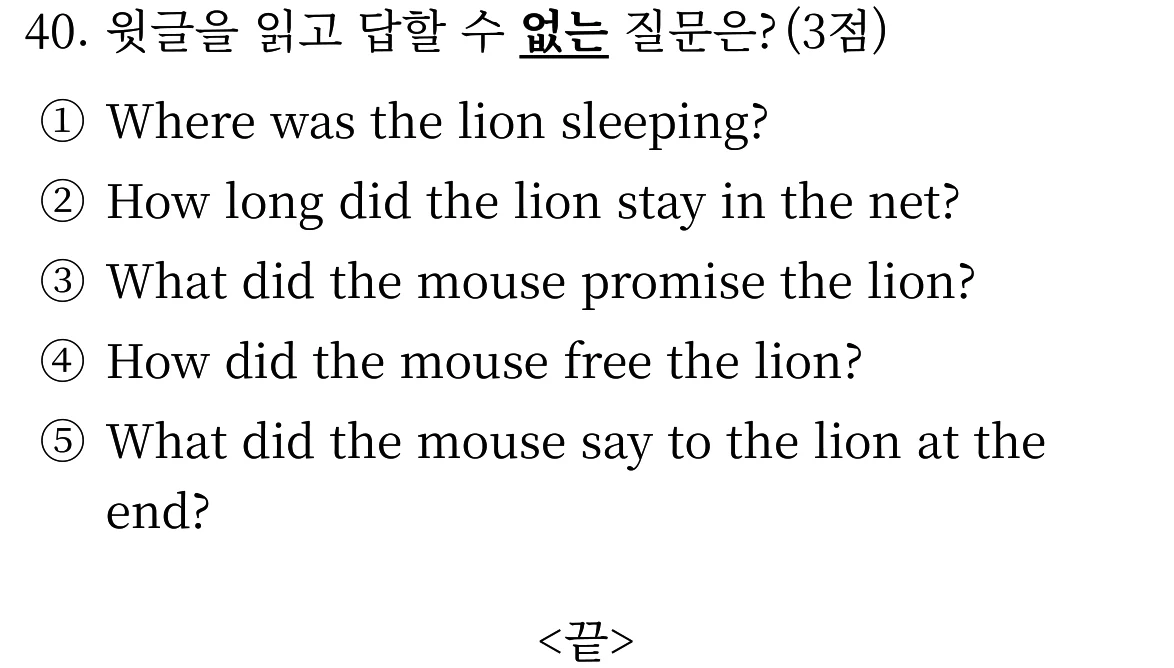 40. 윗글을 읽고 답할 수 없는 질문은?(3점)
① Where was the lion sleeping?
② How long did the lion stay in the net?
③ What did the mouse promise the lion?
④ How did the mouse free the lion?
⑤ What did the mouse say to the lion at the
end?
<끝>